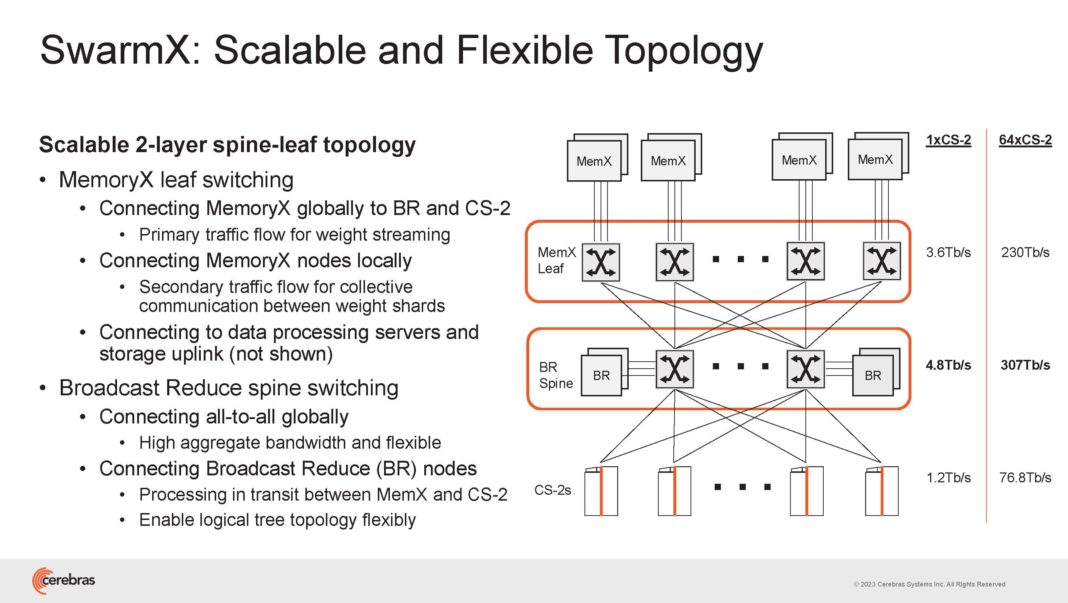 SwarmX: Scalable and Flexible Topology
Scalable 2-layer spine-leaf topology
• MemoryX leaf switching
• Connecting MemoryX globally to BR and CS-2
• Primary traffic flow for weight streaming
• Connecting MemoryX nodes locally
• Secondary traffic flow for collective
communication between weight shards
• Connecting to data processing servers and
storage uplink (not shown)
• Broadcast Reduce spine switching
• Connecting all-to-all globally
• High aggregate bandwidth and flexible
• Connecting Broadcast Reduce (BR) nodes
• Processing in transit between MemX and CS-2
• Enable logical tree topology flexibly
1xCS-2 64xCS-2
MemX MemX MemX MemX
MemX
Leaf
3.6Tb/s 230Tb/s
BR
Spine
BR BR
4.8Tb/s 307Tb/s
CS-2s
1.2Tb/s 76.8Tb/s
cerebras
© 2023 Cerebras Systems Inc. All Rights Reserved